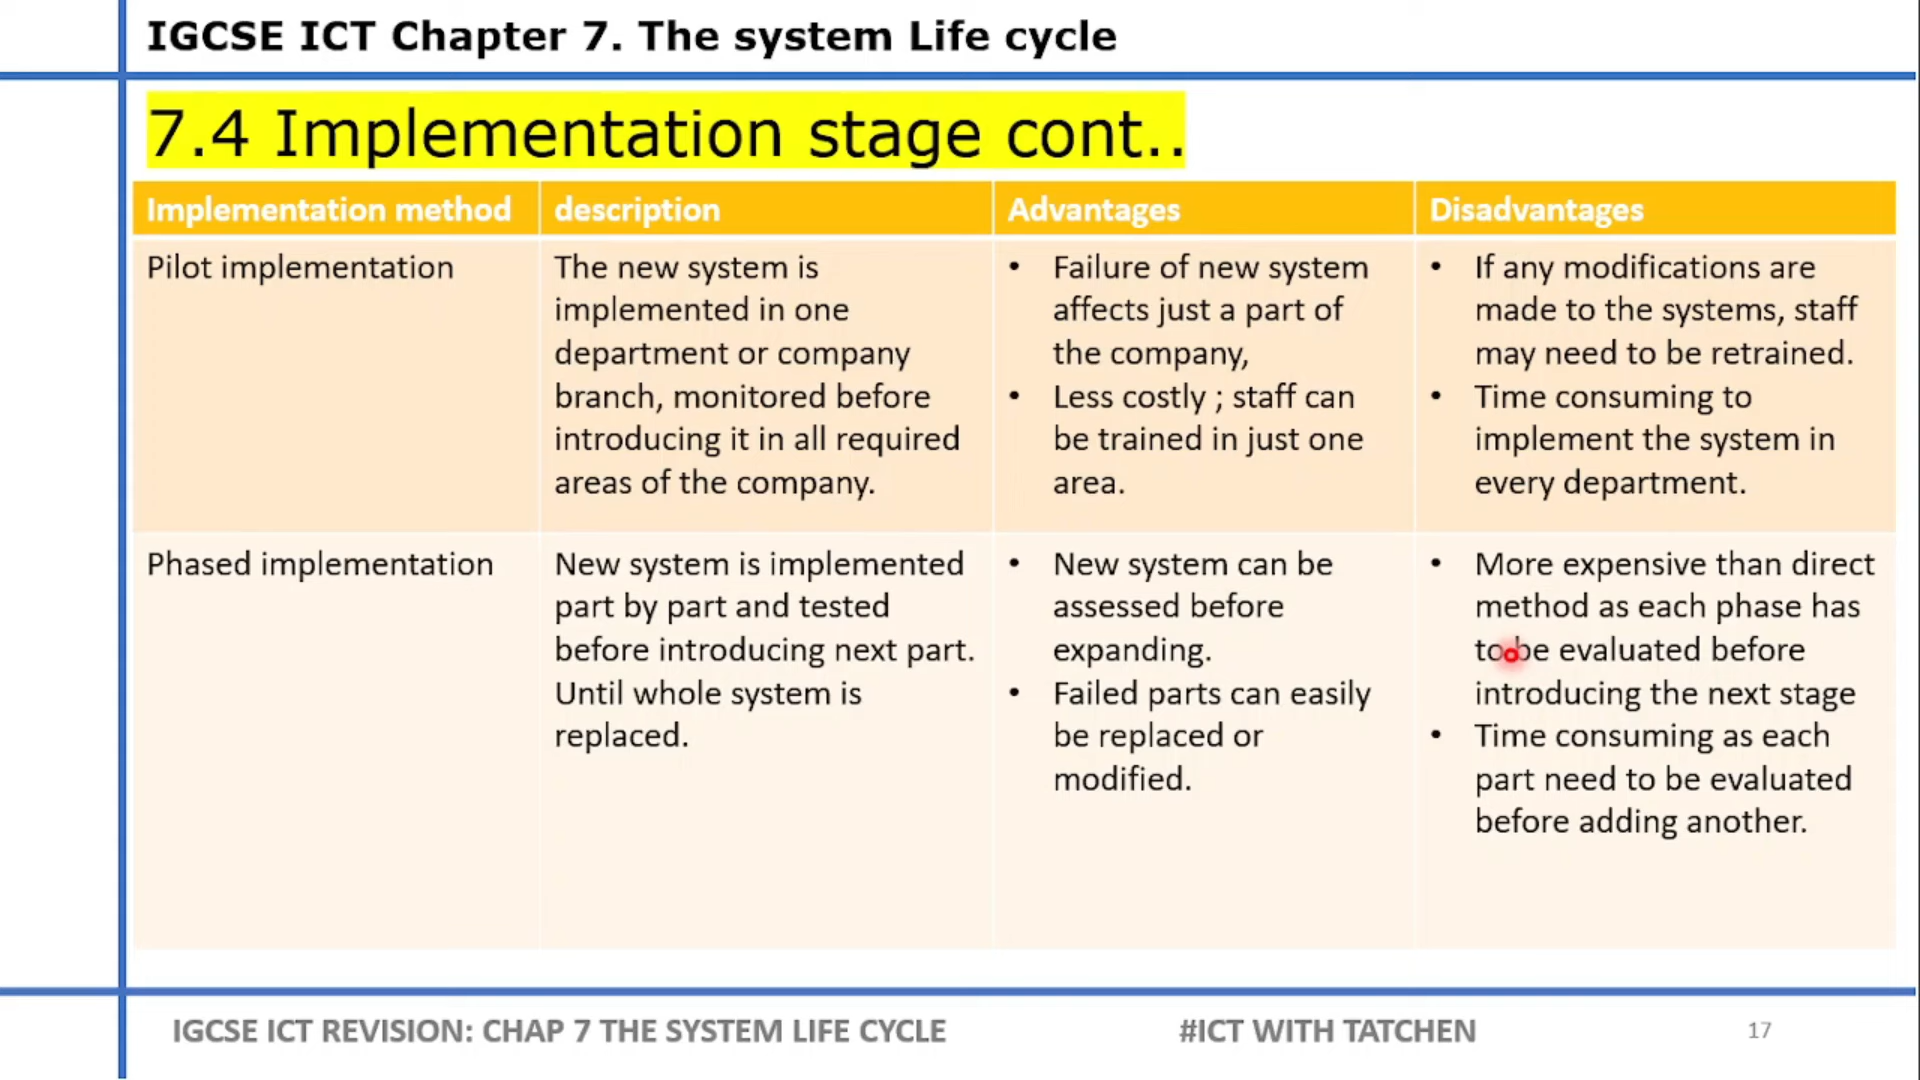 IGCSE ICT Chapter 7. The system Life cycle
7.4 Implementation stage cont..
Implementation method
description
Advantages
Disadvantages
Pilot implementation
The new system is
implemented in one
department or company
branch, monitored before
introducing it in all required
areas of the company.
• Failure of new system
affects just a part of
the company,
• Less costly ; staff can
be trained in just one
area.
• If any modifications are
made to the systems, staff
may need to be retrained.
• Time consuming to
implement the system in
every department.
Phased implementation
New system is implemented
part by part and tested
before introducing next part.
Until whole system is
replaced.
• New system can be
assessed before
expanding.
• Failed parts can easily
be replaced or
modified.
• More expensive than direct
method as each phase has
to be evaluated before
introducing the next stage
• Time consuming as each
part need to be evaluated
before adding another.
IGCSE ICT REVISION: CHAP 7 THE SYSTEM LIFE CYCLE
#ICT WITH TATCHEN
17